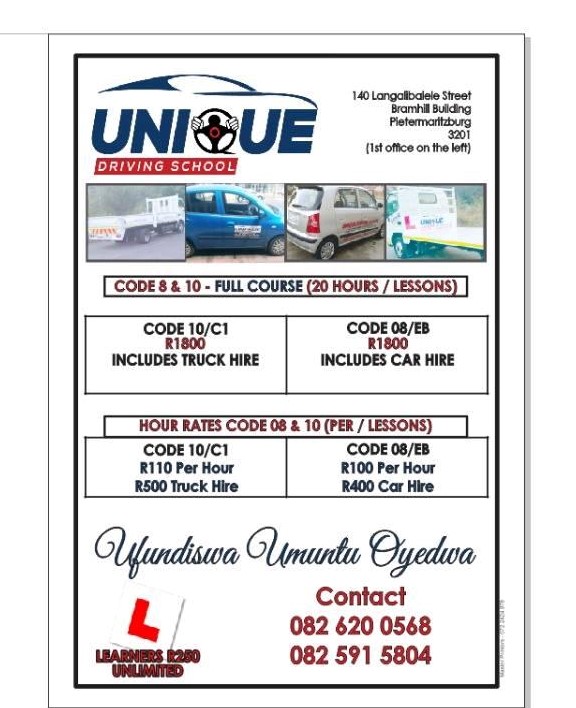 UNIQUE
DRIVING SCHOOL
140 Langalibalele Street
Bramhill Building
Pietermaritzburg
3201
(1st office on the left)
UNIQUE
L
CODE 8 & 10 - FULL COURSE (20 HOURS / LESSONS)
CODE 10/C1
R1800
INCLUDES TRUCK HIRE
CODE 08/EB
R1800
INCLUDES CAR HIRE
HOUR RATES CODE 08 & 10 (PER / LESSONS)
CODE 10/C1
R110 Per Hour
R500 Truck Hire
CODE 08/EB
R100 Per Hour
R400 Car Hire
Ufundiswa Umuntu Oyedwa
L
LEARNERS R250
UNLIMITED
Contact
082 620 0568
082 591 5804